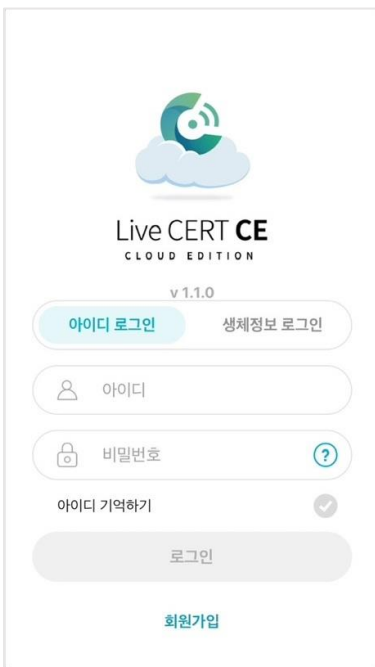 Live CERT CE
CLOUD EDITION
v 1.1.0
아이디 로그인 생체정보 로그인
아이디
비밀번호 ?
아이디 기억하기
로그인
회원가입